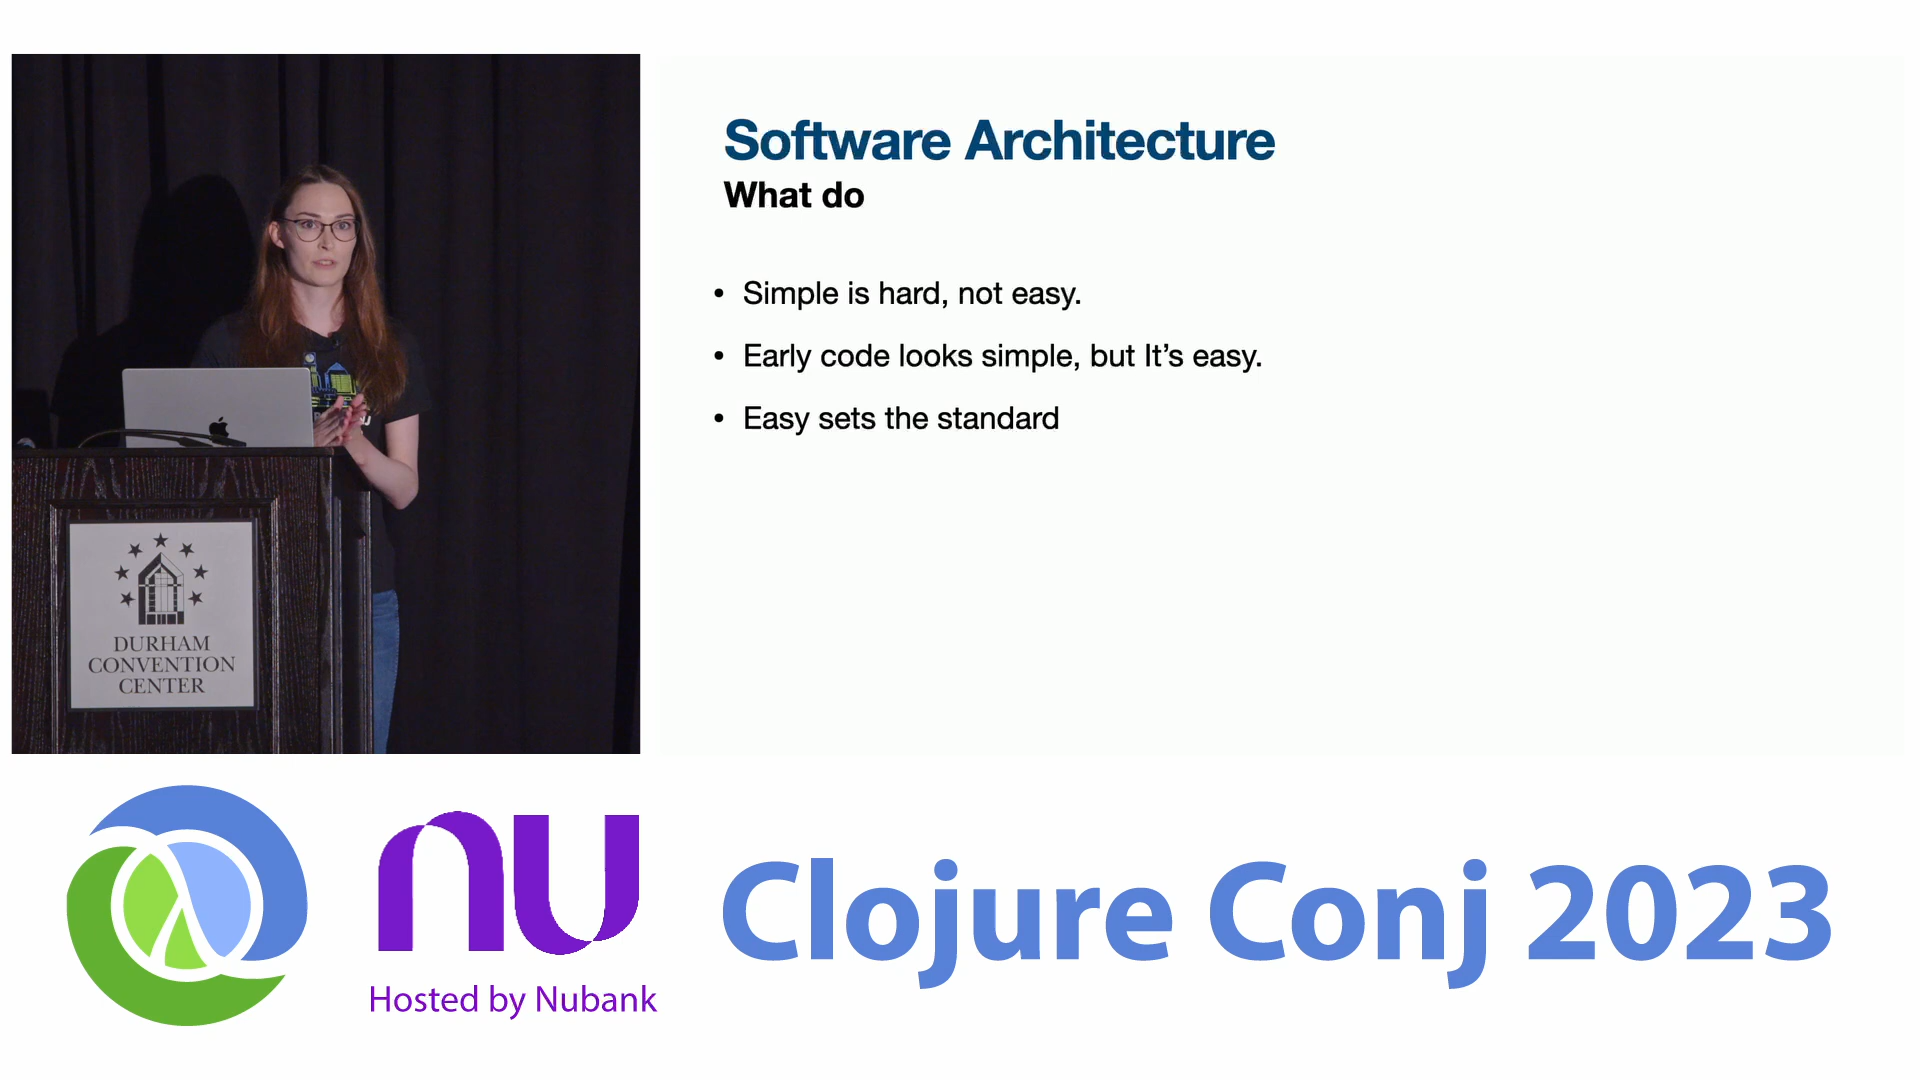 Software Architecture
What do
• Simple is hard, not easy.
• Early code looks simple, but It’s easy.
• Easy sets the standard
DURHAM
CONVENTION
CENTER
nu
Hosted by Nubank
Clojure Conj 2023